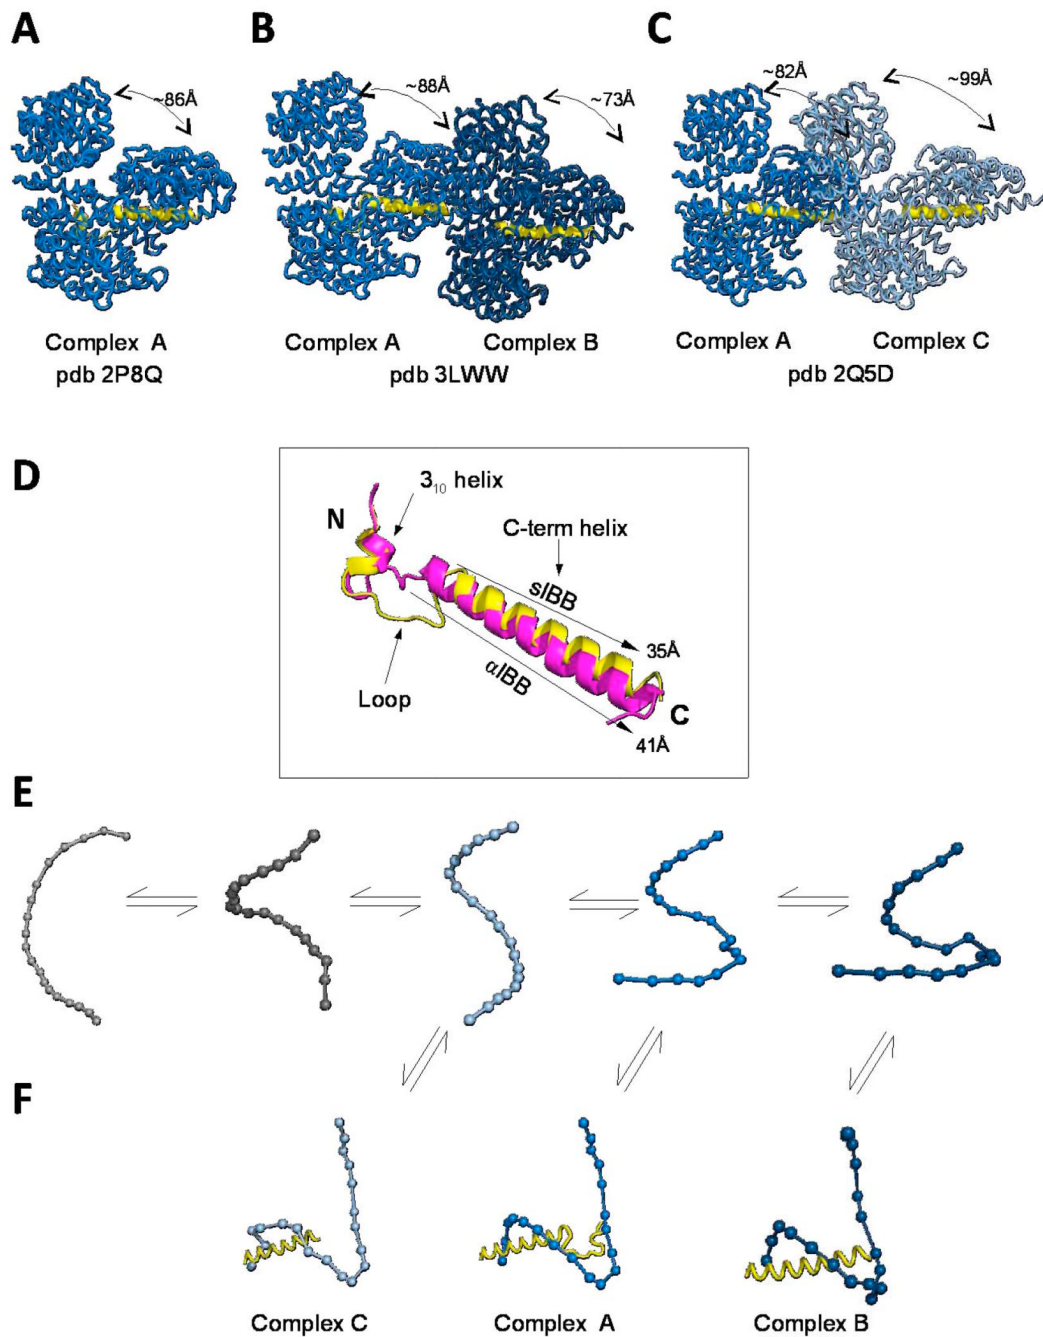 A
B
C
~86Å
~88Å
~73Å
~82Å
~99Å
Complex A
pdb 2P8Q
Complex A
Complex B
pdb 3LWW
Complex A
Complex C
pdb 2Q5D
D
3₁₀ helix
N
C-term helix
sIBB
35Å
αIBB
Loop
C
41Å
E
F
Complex C
Complex A
Complex B